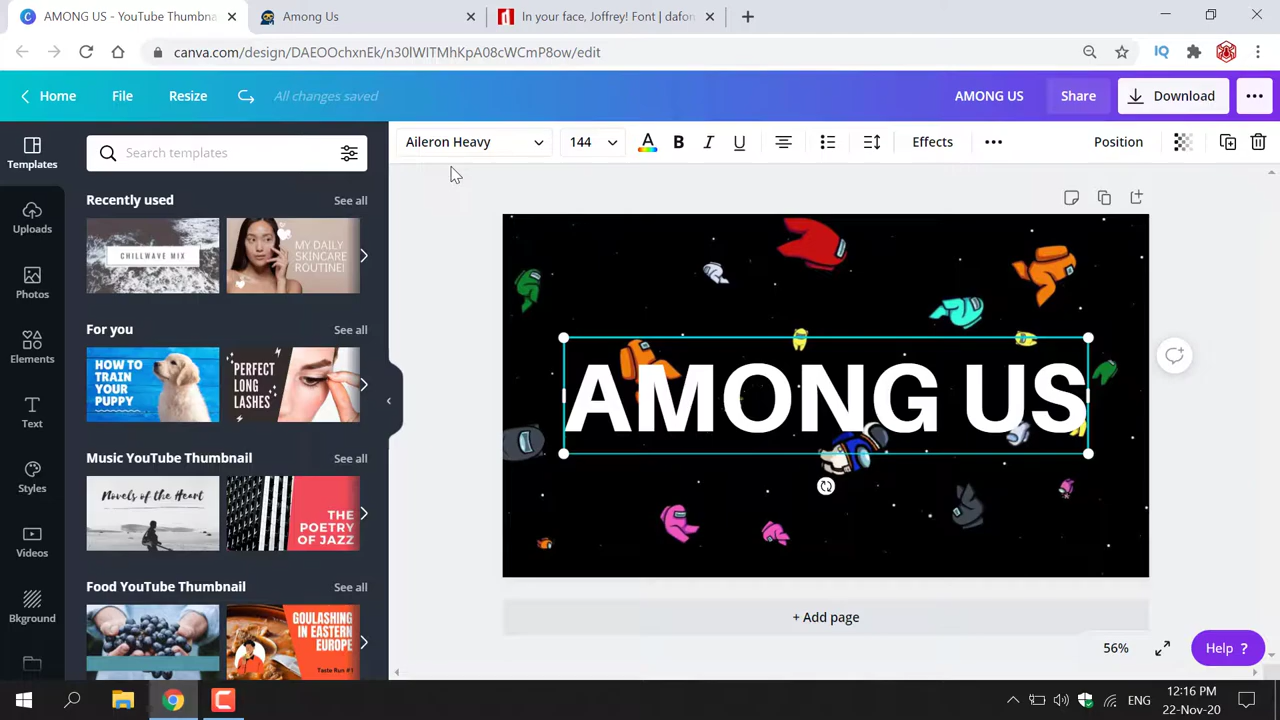 AMONG US - YouTube Thumbna
Among Us
In your face, Joffrey! Font | dafon
canva.com/design/DAEOOchxnEk/n30lWITMhKpA08cWCmP8ow/edit
IQ
Home
File
Resize
All changes saved
AMONG US
Share
Download
Templates
Search templates
Aileron Heavy
144
A
B
I
U
Effects
Position
Uploads
Photos
Elements
Text
Styles
Videos
Bkground
Recently used
See all
CHILLWAVE MIX
MY DAILY
SKINCARE
ROUTINE!
For you
See all
HOW TO
TRAIN
YOUR
PUPPY
PERFECT
LONG
LASHES
Music YouTube Thumbnail
See all
Novels of the Heart
THE
POETRY
OF JAZZ
Food YouTube Thumbnail
See all
GOULASHING
IN EASTERN
EUROPE
Taste Run #1
AMONG US
+ Add page
56%
Help ?
ENG
12:16 PM
22-Nov-20